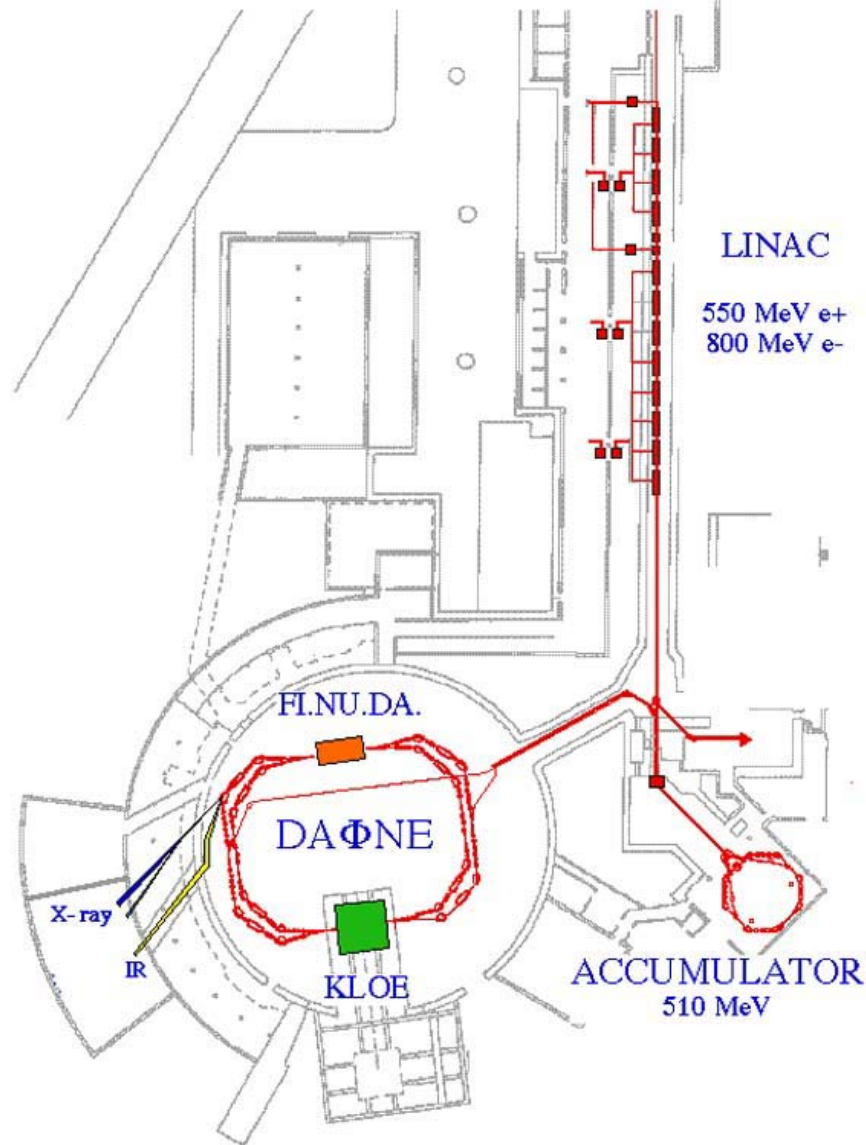 LINAC
550 MeV e+
800 MeV e-
FI.NU.DA.
DAΦNE
X- ray
IR
KLOE
ACCUMULATOR
510 MeV